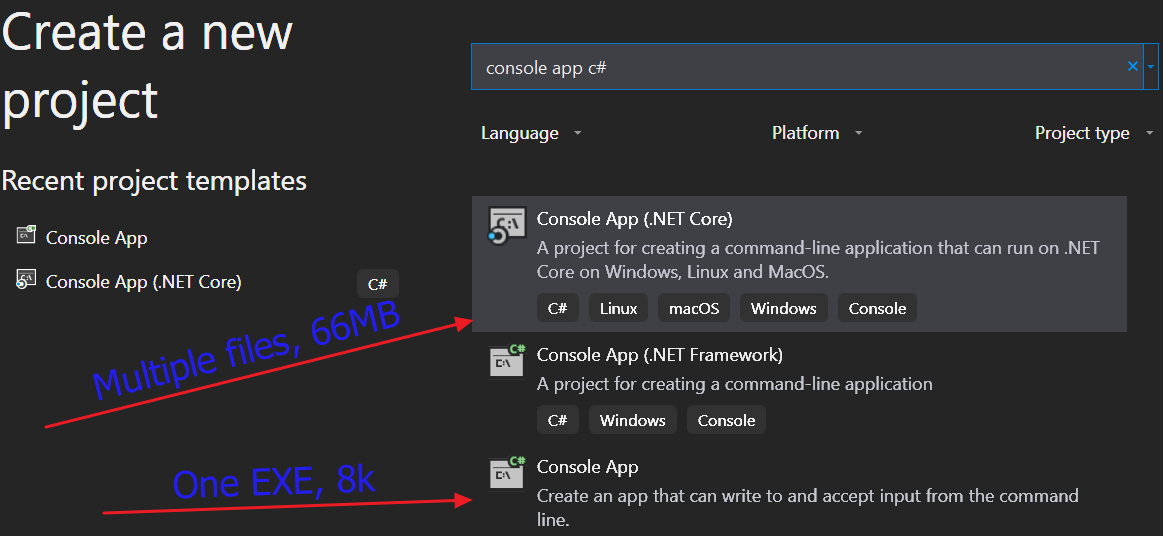 Create a new
project
console app c#
Language
Platform
Project type
Recent project templates
Console App
Console App (.NET Core)
C#
Multiple files, 66MB
One EXE, 8k
Console App (.NET Core)
A project for creating a command-line application that can run on .NET
Core on Windows, Linux and MacOS.
C# Linux macOS Windows Console
Console App (.NET Framework)
A project for creating a command-line application
C# Windows Console
Console App
Create an app that can write to and accept input from the command
line.